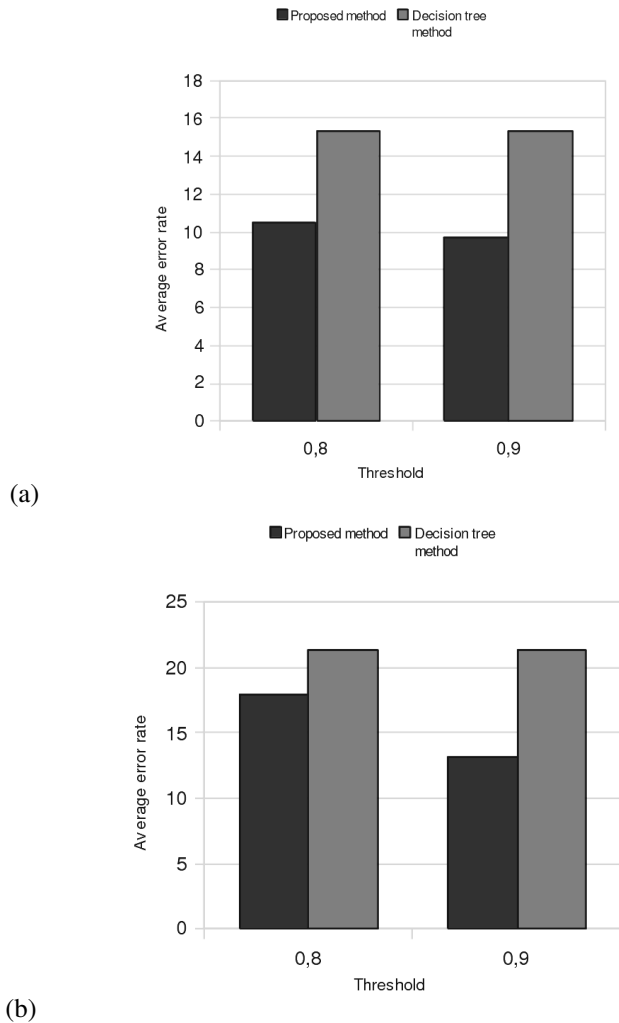 Proposed method Decision tree
method
18
16
14
12
10
8
6
4
2
0
Average error rate
0,8 0,9
Threshold
(a)
Proposed method Decision tree
method
25
20
15
10
5
0
Average error rate
0,8 0,9
Threshold
(b)